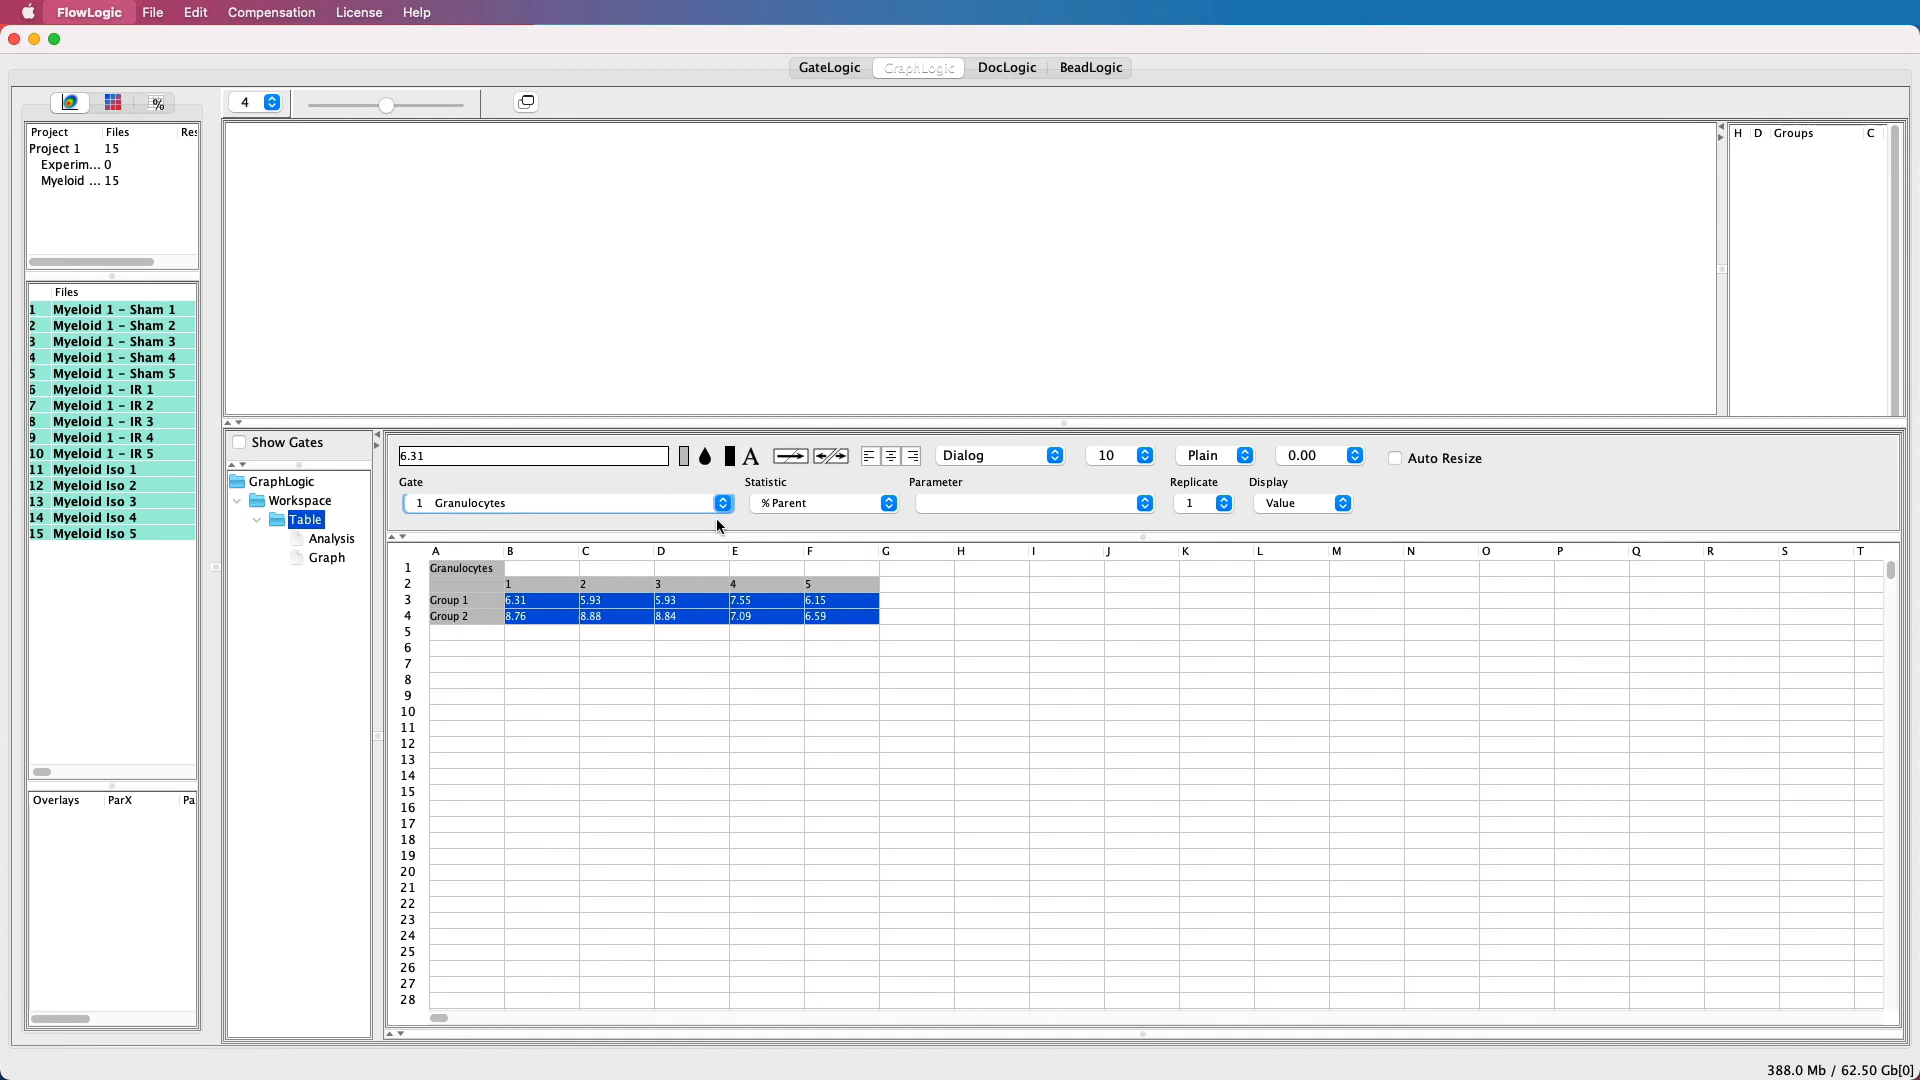 FlowLogic File Edit Compensation License Help
GateLogic GraphLogic DocLogic BeadLogic
4
Project Files Res
Project 1 15
Experim... 0
Myeloid ... 15
H D Groups C
Files
1 Myeloid 1 - Sham 1
2 Myeloid 1 - Sham 2
3 Myeloid 1 - Sham 3
4 Myeloid 1 - Sham 4
5 Myeloid 1 - Sham 5
6 Myeloid 1 - IR 1
7 Myeloid 1 - IR 2
8 Myeloid 1 - IR 3
9 Myeloid 1 - IR 4
10 Myeloid 1 - IR 5
11 Myeloid Iso 1
12 Myeloid Iso 2
13 Myeloid Iso 3
14 Myeloid Iso 4
15 Myeloid Iso 5
Overlays ParX Pa
Show Gates
GraphLogic
Workspace
Table
Analysis
Graph
6.31 A Dialog 10 Plain 0.00 Auto Resize
Gate Statistic Parameter Replicate Display
1 Granulocytes %Parent 1 Value
A B C D E F G H I J K L M N O P Q R S T
1 Granulocytes
2 1 2 3 4 5
3 Group 1 6.31 5.93 5.93 7.55 6.15
4 Group 2 8.76 8.88 8.84 7.09 6.59
5
6
7
8
9
10
11
12
13
14
15
16
17
18
19
20
21
22
23
24
25
26
27
28
388.0 Mb / 62.50 Gb[0]